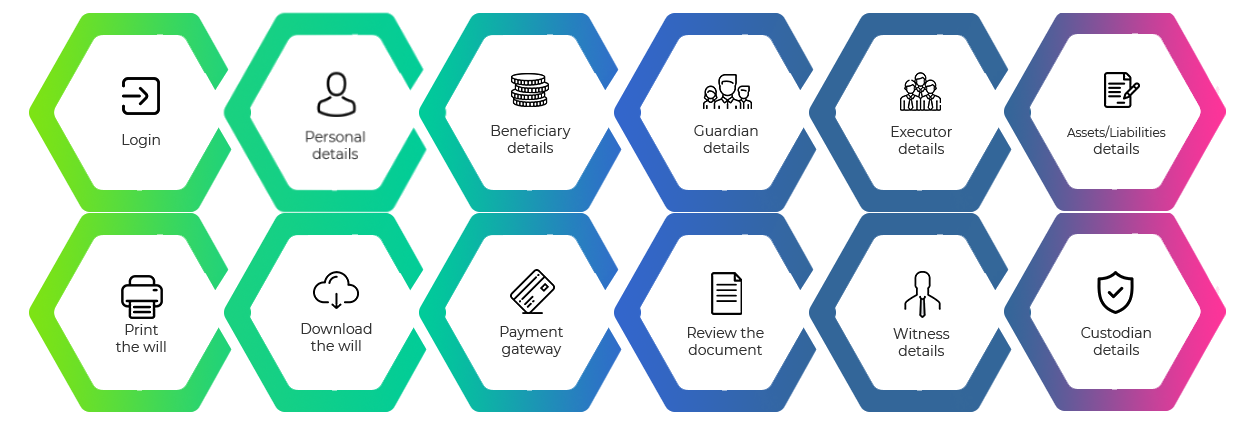 Login
Personal
details
Beneficiary
details
Guardian
details
Executor
details
Assets/Liabilities
details
Print
the will
Download
the will
Payment
gateway
Review the
document
Witness
details
Custodian
details